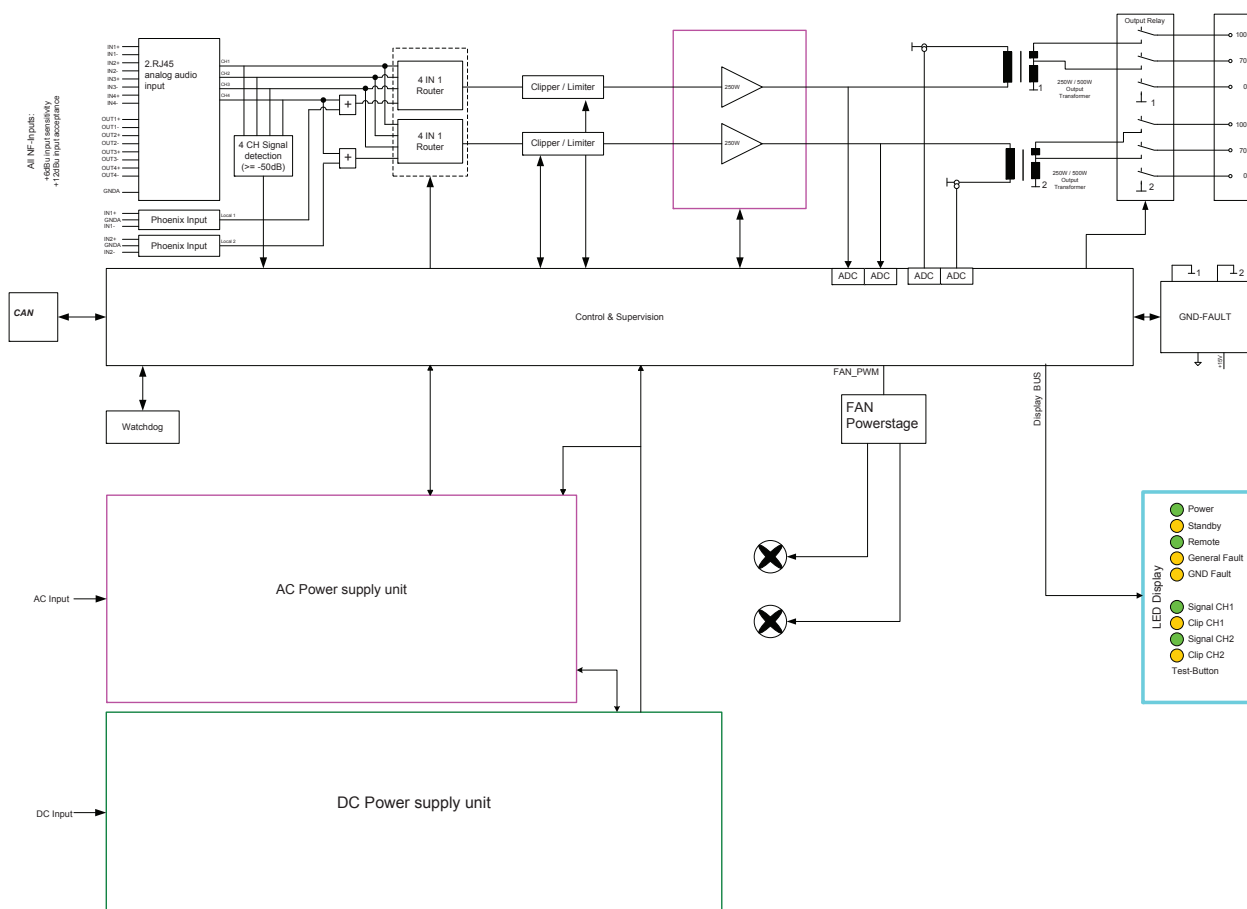 All NF-Inputs:
+6dBu input sensitivity
+12dBu input acceptance
IN1+
IN1-
IN2+
IN2-
IN3+
IN3-
IN4+
IN4-
OUT1+
OUT1-
OUT2+
OUT2-
OUT3+
OUT3-
OUT4+
OUT4-
GNDA
2.RJ45
analog audio
input
CH1
CH2
CH3
CH4
4 CH Signal
detection
(>= -50dB)
IN1+
GNDA
IN1-
Phoenix Input
Local 1
IN2+
GNDA
IN2-
Phoenix Input
Local 2
+
+
4 IN 1
Router
4 IN 1
Router
Clipper / Limiter
Clipper / Limiter
250W
250W
1
250W / 500W
Output
Transformer
2
250W / 500W
Output
Transformer
Output Relay
1
2
100
70
0
100
70
0
ADC
ADC
ADC
ADC
CAN
Control & Supervision
1
2
GND-FAULT
+15V
Watchdog
FAN_PWM
FAN
Powerstage
Display BUS
AC Input
AC Power supply unit
DC Input
DC Power supply unit
LED Display
Power
Standby
Remote
General Fault
GND Fault
Signal CH1
Clip CH1
Signal CH2
Clip CH2
Test-Button